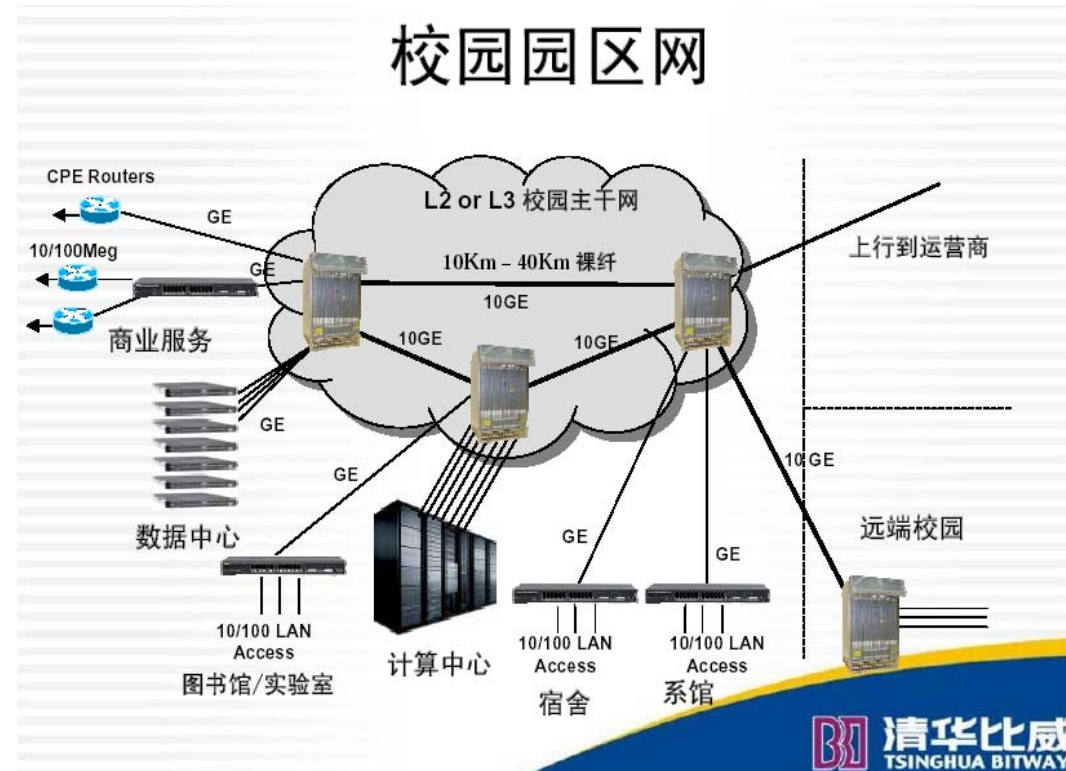 校园园区网
CPE Routers
GE
L2 or L3 校园主干网
10/100Meg
GE
10Km – 40Km 裸纤
上行到运营商
10GE
商业服务
10GE
10GE
GE
GE
10 GE
数据中心
远端校园
GE
GE
10/100 LAN
Access
图书馆/实验室
计算中心
10/100 LAN
Access
宿舍
10/100 LAN
Access
系馆
清华比威
TSINGHUA BITWAY